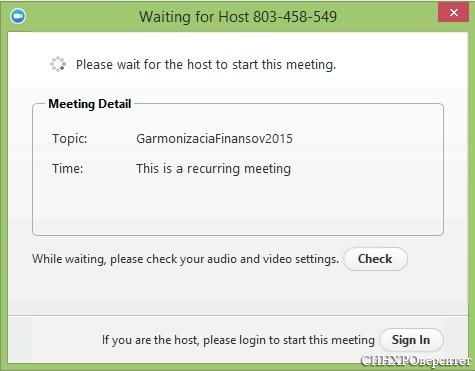 Waiting for Host 803-458-549
Please wait for the host to start this meeting.
Meeting Detail
Topic: GarmonizaciaFinansov2015
Time: This is a recurring meeting
While waiting, please check your audio and video settings. Check
If you are the host, please login to start this meeting Sign In
СИНХРОверситет